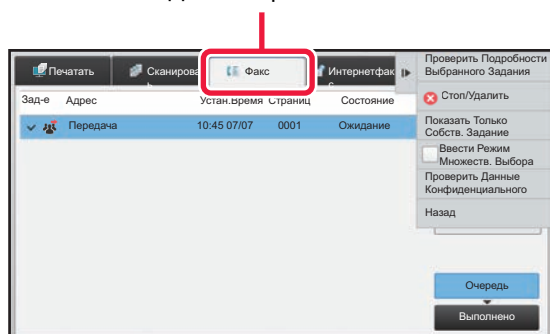 Печатать
Сканирова
ь
Факс
Интернетфак
с
Зад-е Адрес Устан.Время Страниц Состояние
Передача 10:45 07/07 0001 Ожидание
Проверить Подробности
Выбранного Задания
Стоп/Удалить
Показать Только
Собств. Задание
Ввести Режим
Множеств. Выбора
Проверить Данные
Конфиденциального
Назад
Очередь
Выполнено